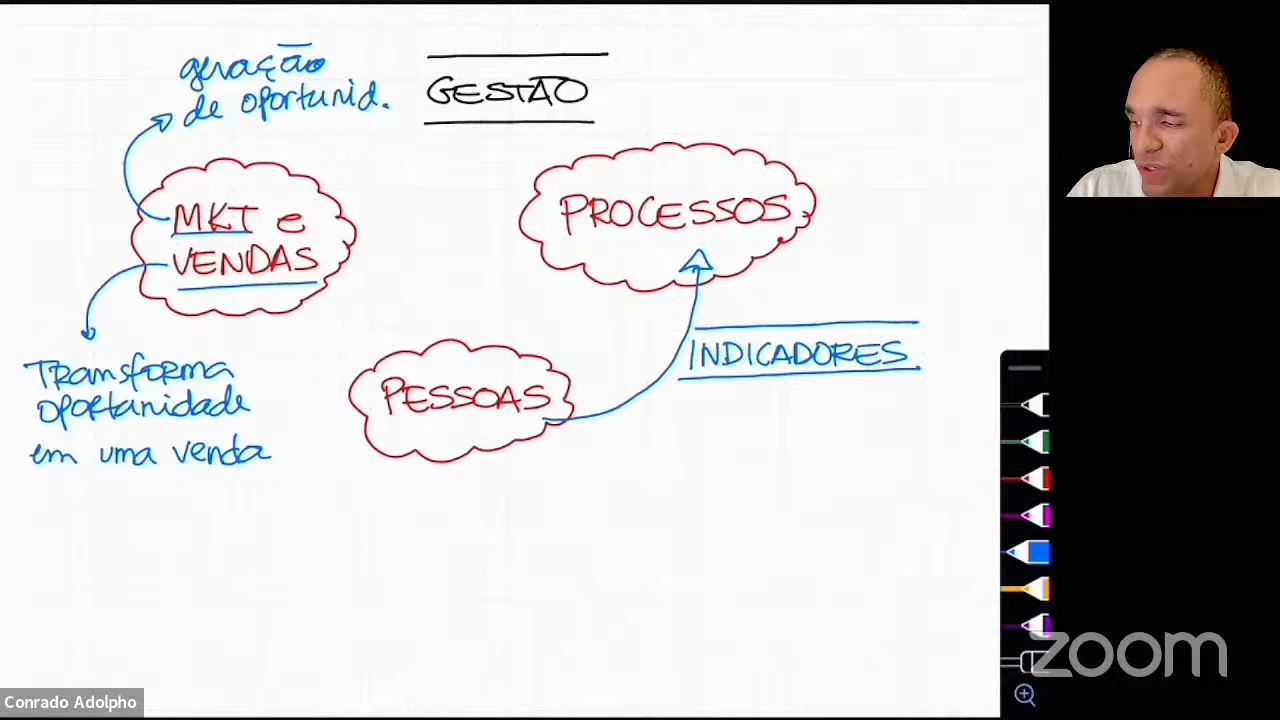 geração
de oportunid.
GESTÃO
MKT e
VENDAS
PROCESSOS
Transforma
oportunidade
em uma venda
PESSOAS
INDICADORES
zoom
Conrado Adolpho